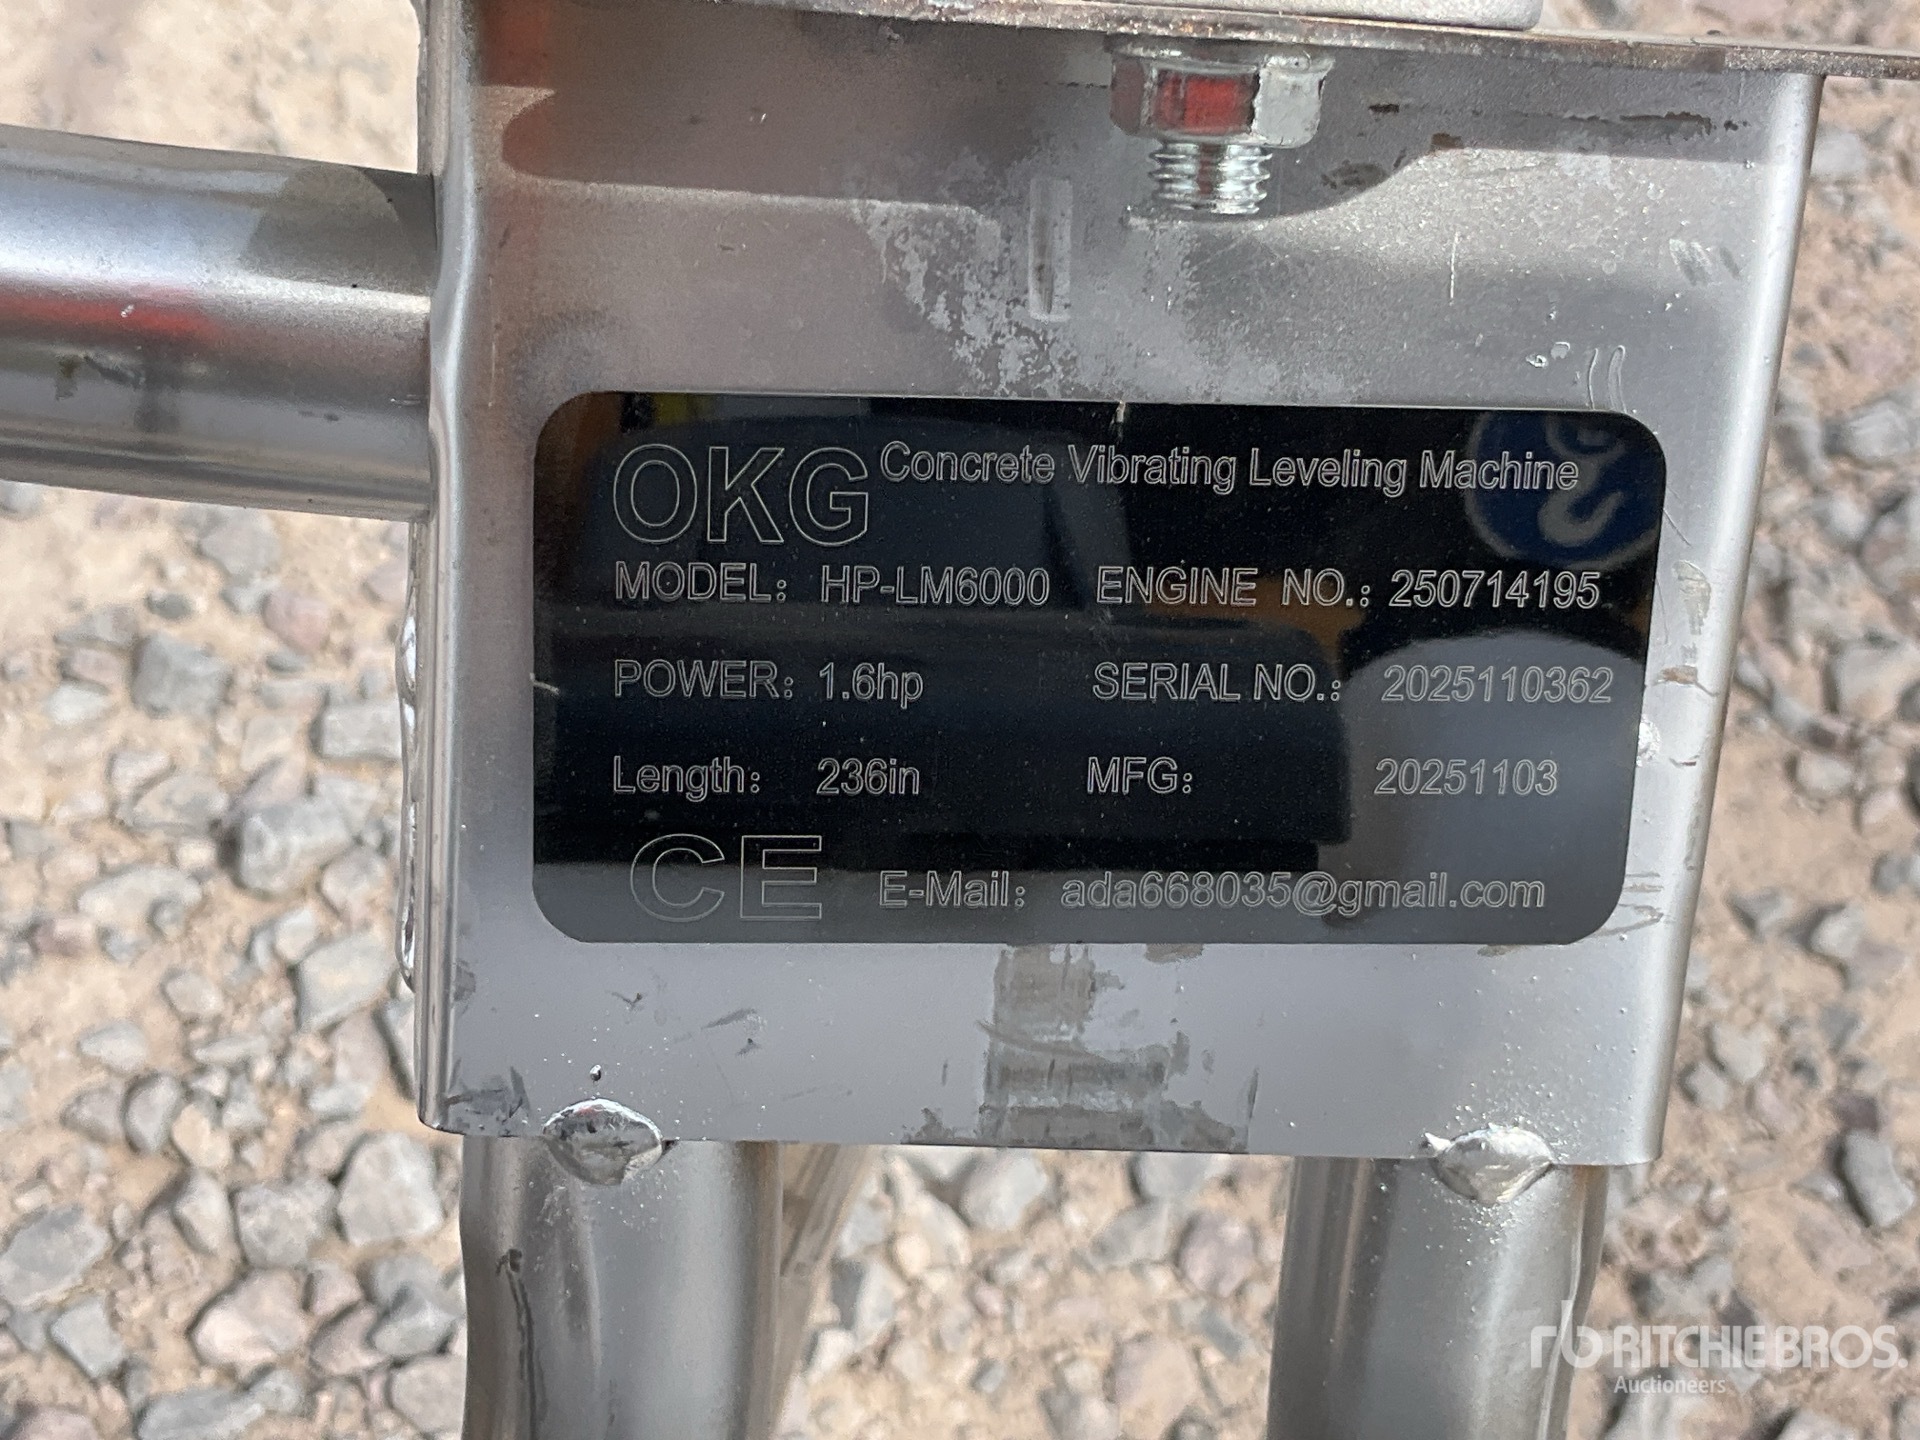 OKG Concrete Vibrating Leveling Machine
MODEL: HP-LM6000 ENGINE NO.: 250714195
POWER: 1.6hp SERIAL NO.: 2025110362
Length: 236in MFG: 20251103
CE E-Mail: ada668035@gmail.com
rb RITCHIE BROS.
Auctioneers